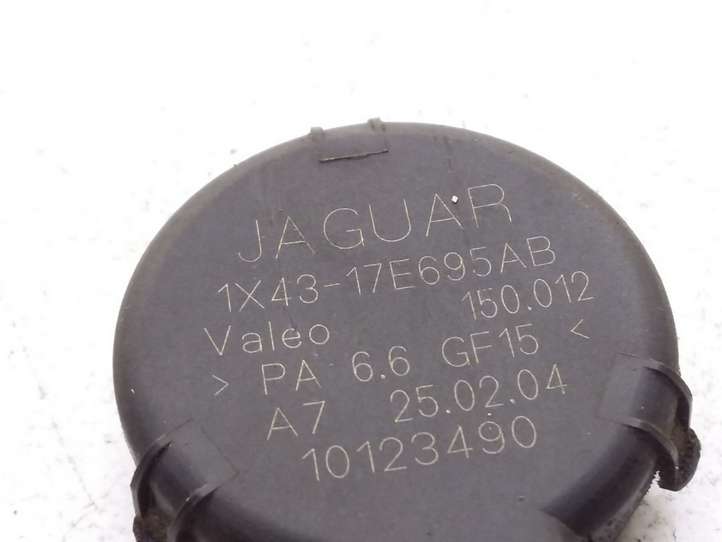 JAGUAR
1X43-17E695AB
Valeo 150.012
> PA 6.6 GF15 <
A7 25.02.04
10123490